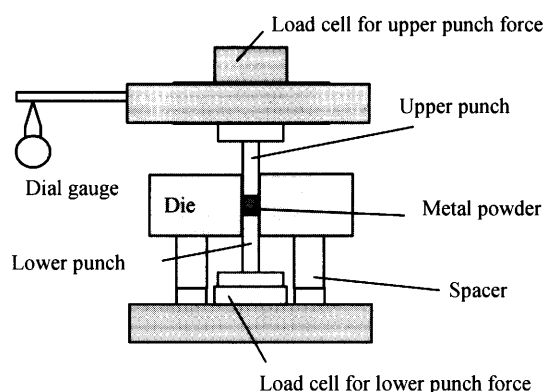 Load cell for upper punch force
Upper punch
Dial gauge
Die
Metal powder
Lower punch
Spacer
Load cell for lower punch force